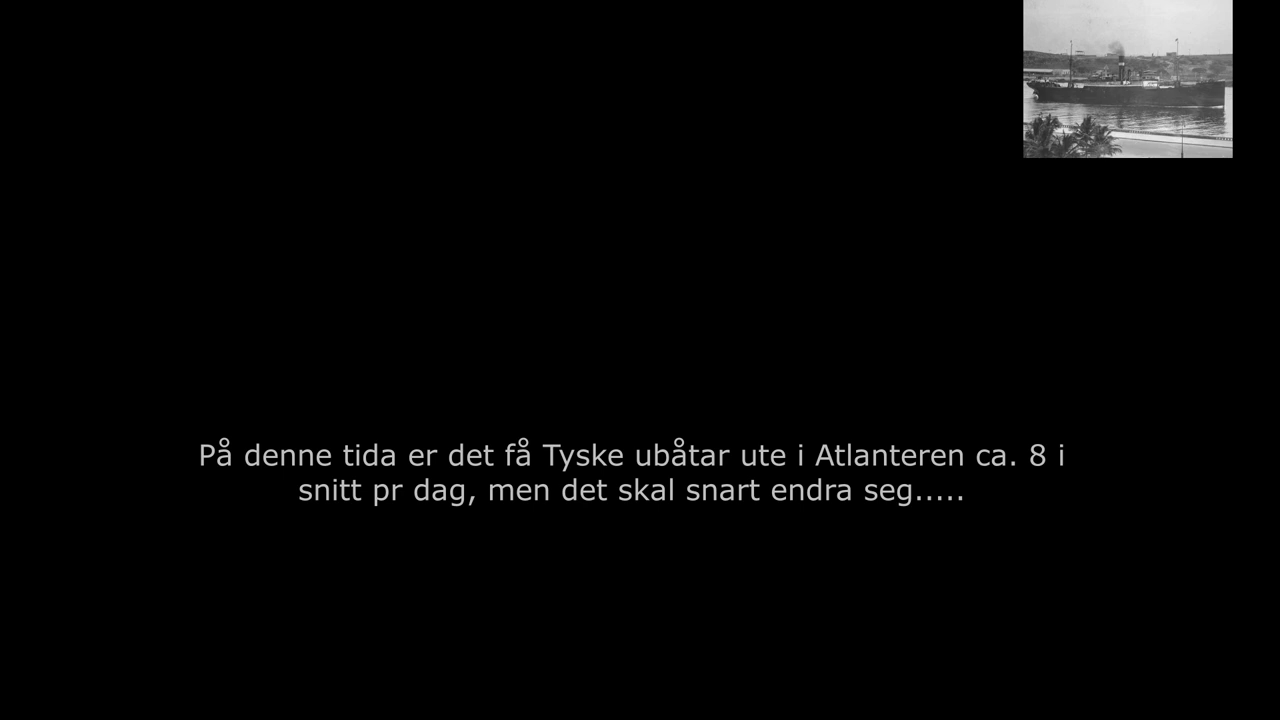 På denne tida er det få Tyske ubåtar ute i Atlanteren ca. 8 i
snitt pr dag, men det skal snart endra seg.....